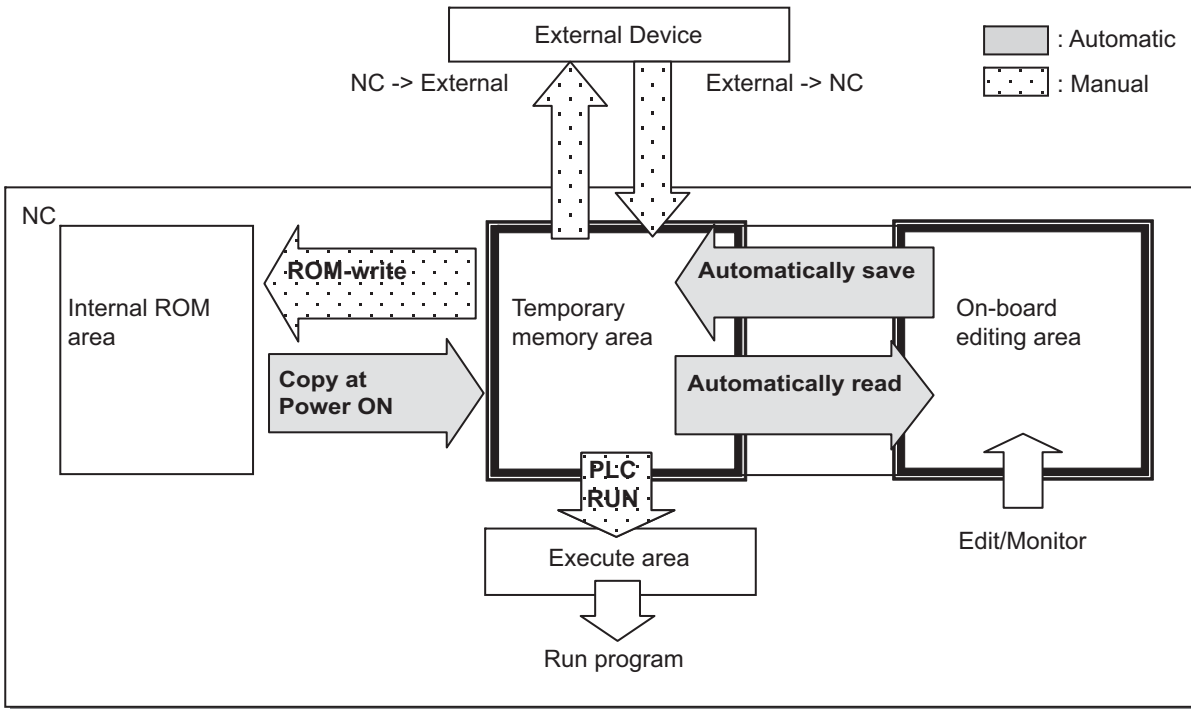 External Device
: Automatic
NC -> External
External -> NC
: Manual
NC
ROM-write
Automatically save
Internal ROM
area
Temporary
memory area
On-board
editing area
Copy at
Power ON
Automatically read
PLC
RUN
Execute area
Edit/Monitor
Run program